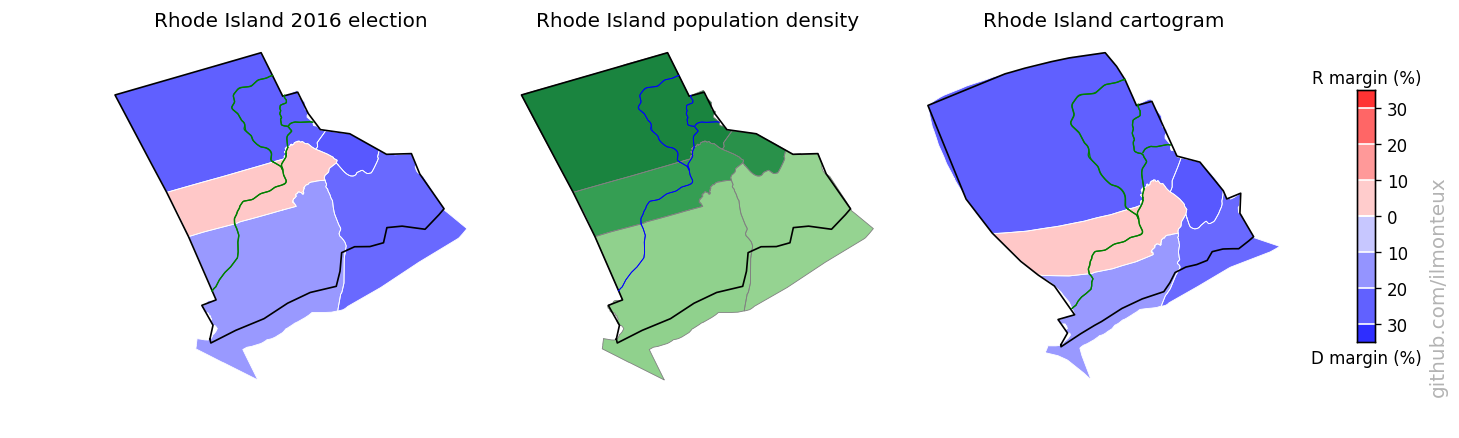 Rhode Island 2016 election
Rhode Island population density
Rhode Island cartogram
R margin (%)
30
20
10
0
10
20
30
D margin (%)
github.com/ilmonteux